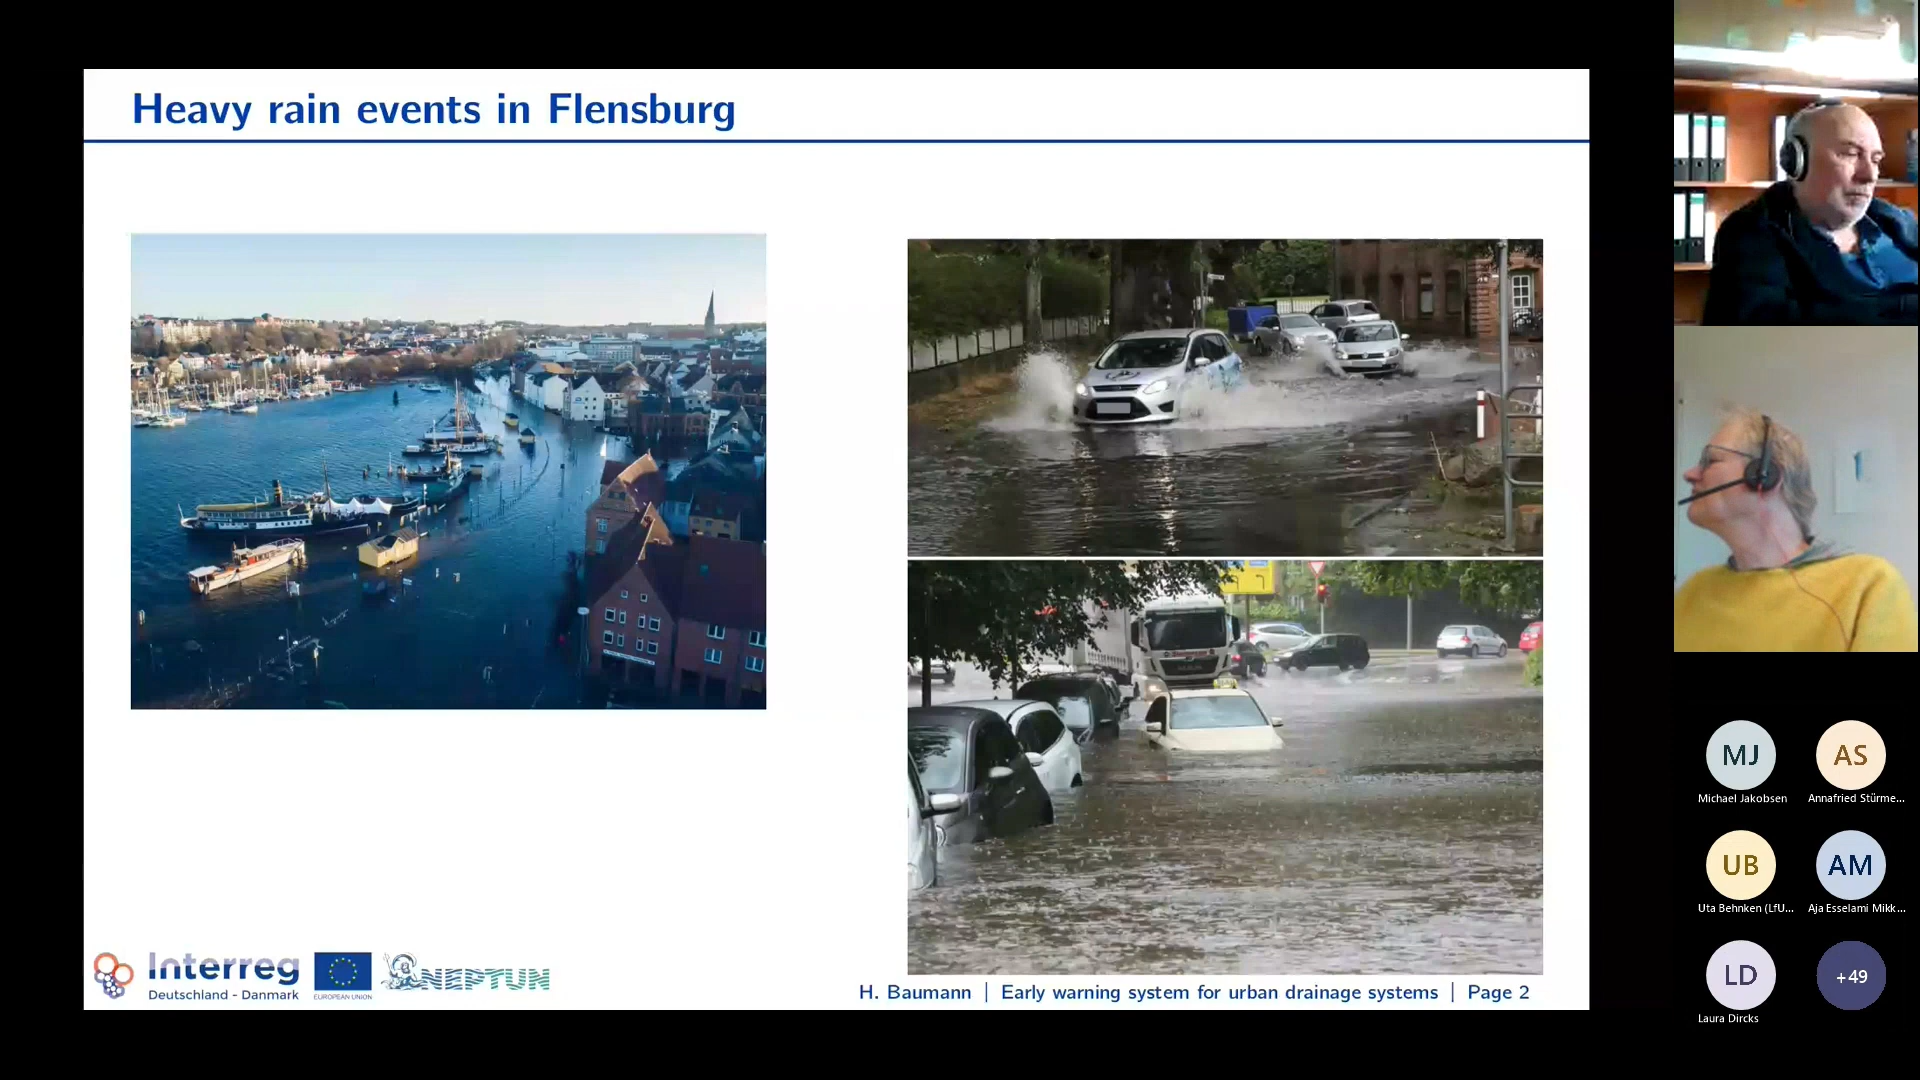 Heavy rain events in Flensburg
Interreg
Deutschland - Danmark
EUROPEAN UNION
NEPTUN
H. Baumann | Early warning system for urban drainage systems | Page 2
MJ
Michael Jakobsen
AS
Annafried Stürme...
UB
Uta Behnken (LfU...
AM
Aja Esselami Mikk...
LD
Laura Dircks
+49